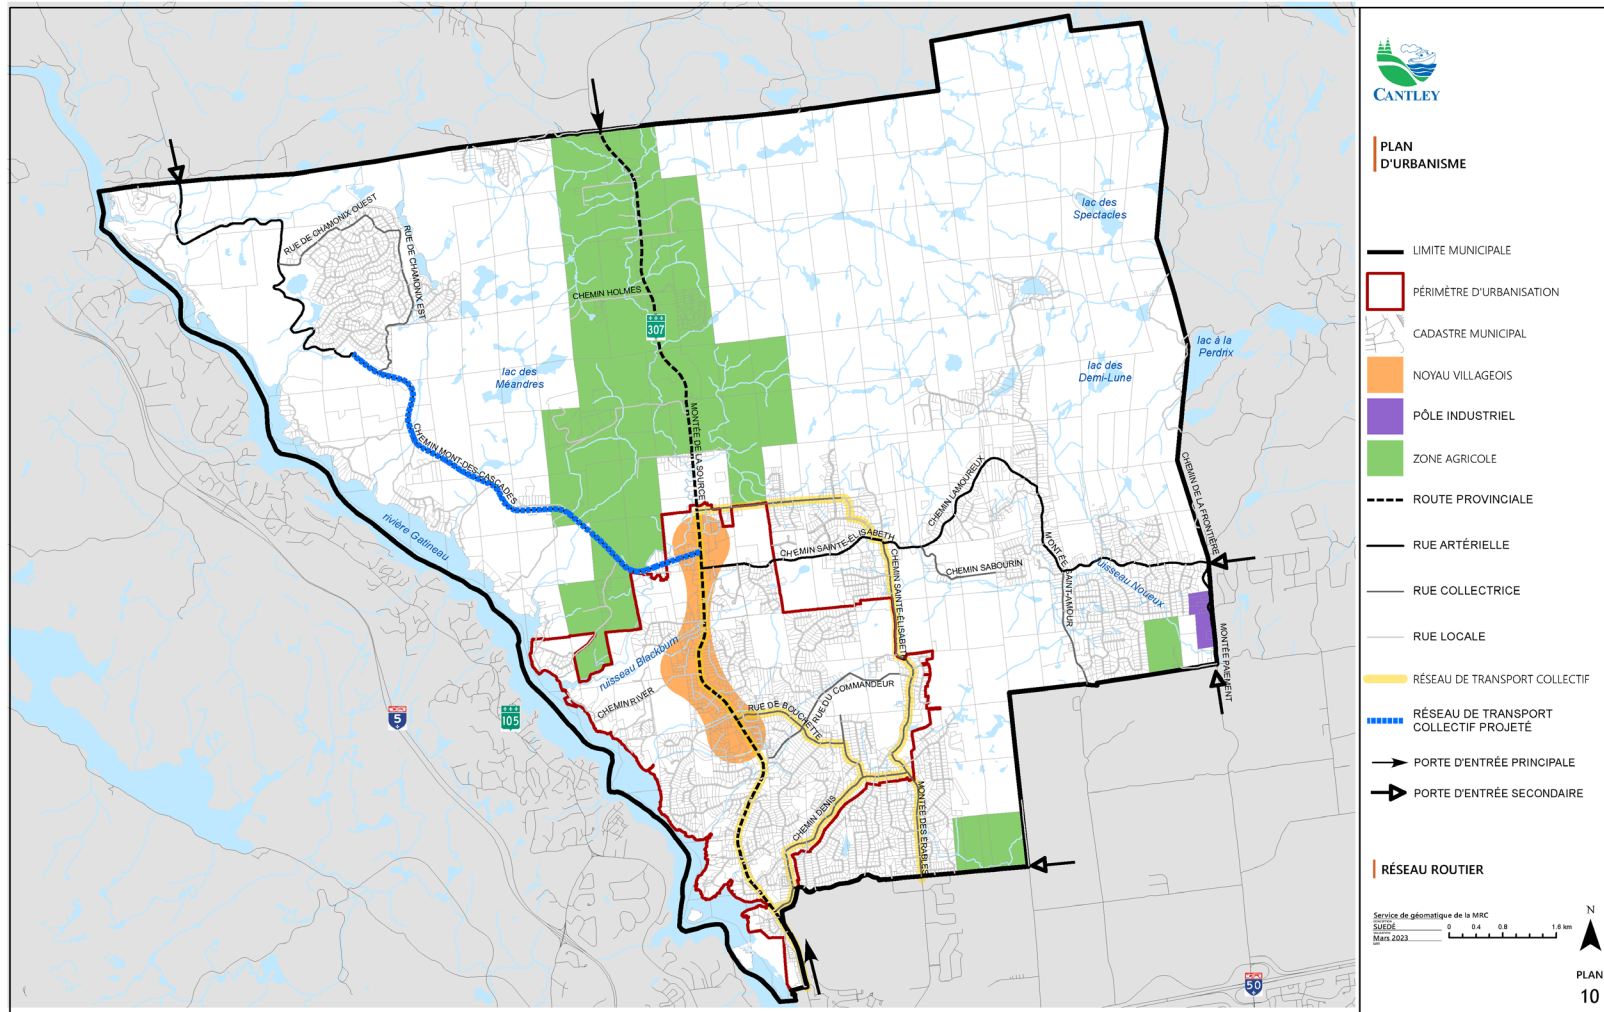 CANTLEY
PLAN
D'URBANISME
LIMITE MUNICIPALE
PÉRIMÈTRE D'URBANISATION
CADASTRE MUNICIPAL
NOYAU VILLAGEOIS
PÔLE INDUSTRIEL
ZONE AGRICOLE
ROUTE PROVINCIALE
RUE ARTÉRIELLE
RUE COLLECTRICE
RUE LOCALE
RÉSEAU DE TRANSPORT COLLECTIF
RÉSEAU DE TRANSPORT
COLLECTIF PROJETÉ
PORTE D'ENTRÉE PRINCIPALE
PORTE D'ENTRÉE SECONDAIRE
RÉSEAU ROUTIER
Service de géomatique de la MRC
SUEDE
Mars 2023
0 0.4 0.8 1.6 km
N
PLAN
10
RUE DE CHAMONIX OUEST
RUE DE CHAMONIX EST
CHEMIN HOLMES
307
lac des
Spectacles
lac à la
Perdrix
lac des
Méandres
lac des
Demi-Lune
MONTÉE DE LA SOURCE
CHEMIN MONT-DES-CASCADES
CHEMIN LAMOUREUX
CHEMIN DE LA FRONTIÈRE
rivière Gatineau
CHEMIN SAINTE-ÉLISABETH
CHEMIN SAINTE-ÉLISABETH
CHEMIN SABOURIN
MONTÉE SAINT-AMOUR
ruisseau Noueux
MONTÉE PAIEMENT
ruisseau Blackburn
CHEMIN RIVER
RUE DU COMMANDEUR
RUE DE BOUCHETTE
5
105
CHEMIN DENIS
MONTÉE DES ERABLES
50